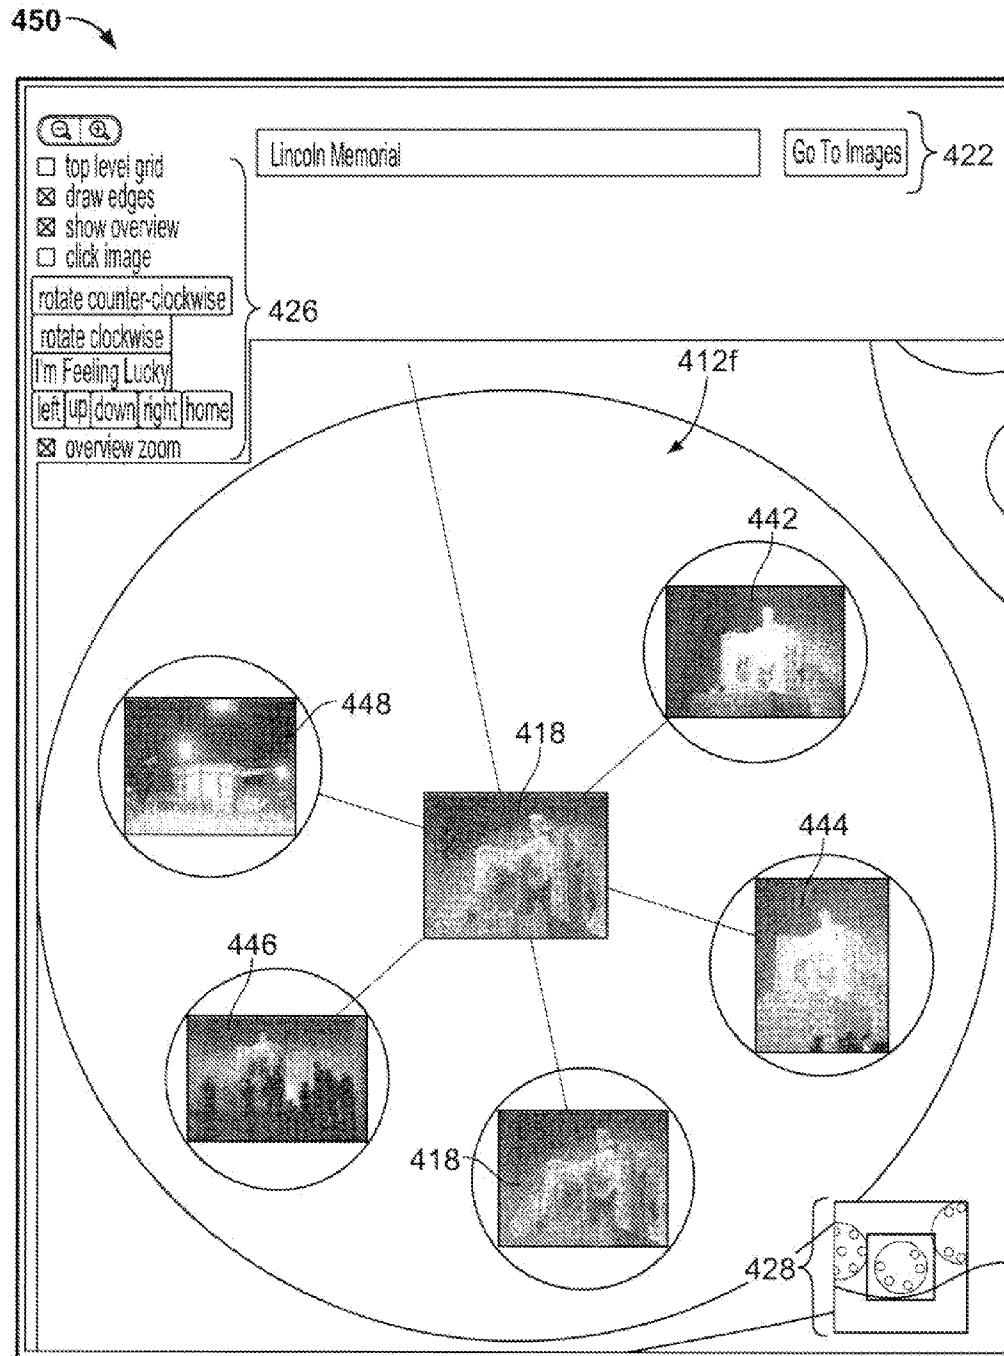 450
Lincoln Memorial
Go To Images
422
top level grid
draw edges
show overview
click image
rotate counter-clockwise
426
rotate clockwise
I'm Feeling Lucky
left up down right home
overview zoom
412f
442
448
418
444
446
418
428